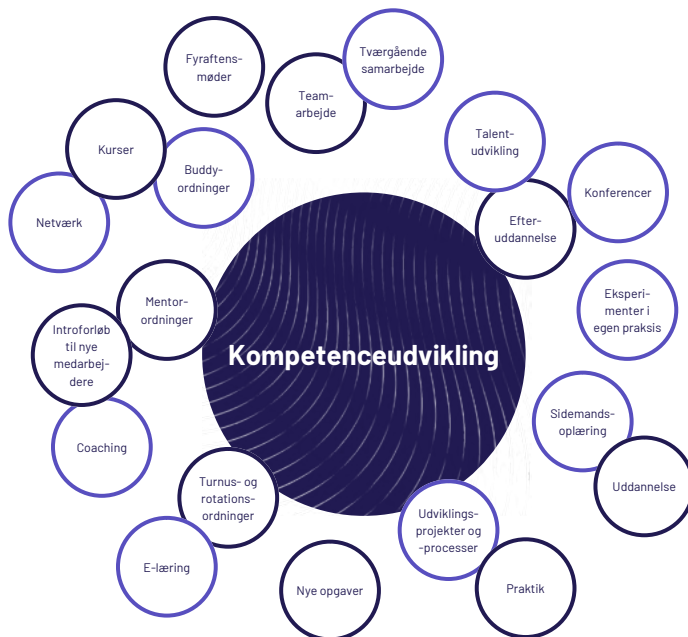 Fyraftens-
møder
Team-
arbejde
Tværgående
samarbejde
Talent-
udvikling
Kurser
Buddy-
ordninger
Netværk
Konferencer
Efter-
uddannelse
Mentor-
ordninger
Eksperi-
menter i
egen praksis
Introforløb
til nye
medarbej-
dere
Kompetenceudvikling
Sidemands-
oplæring
Coaching
Uddannelse
Turnus- og
rotations-
ordninger
Udviklings-
projekter og
-processer
E-læring
Nye opgaver
Praktik